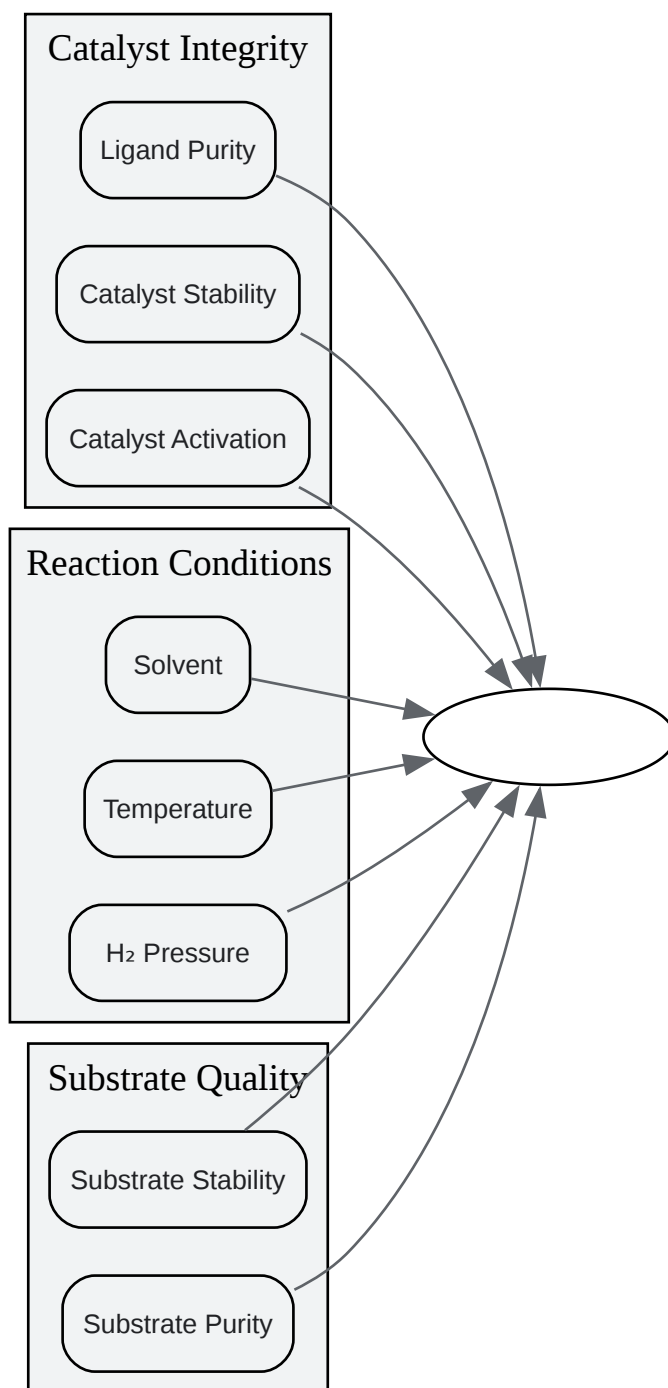 Catalyst Integrity
Ligand Purity
Catalyst Stability
Catalyst Activation
Reaction Conditions
Solvent
Temperature
H₂ Pressure
Substrate Quality
Substrate Stability
Substrate Purity